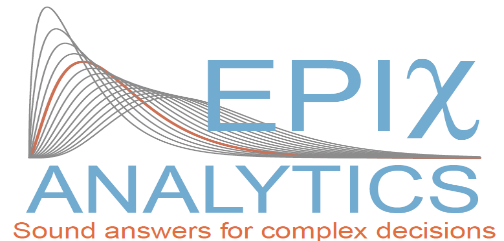 EPIχ
ANALYTICS
Sound answers for complex decisions